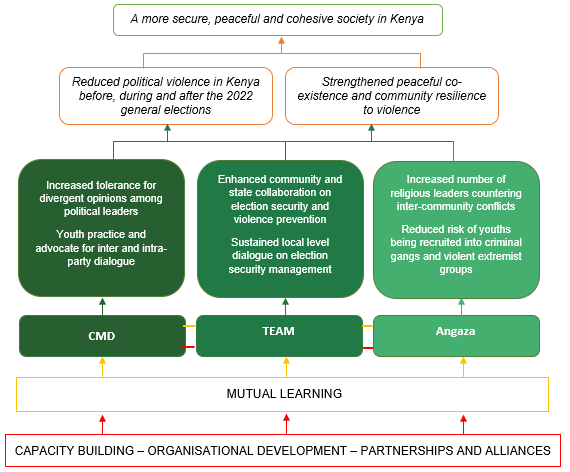 A more secure, peaceful and cohesive society in Kenya
Reduced political violence in Kenya
before, during and after the 2022
general elections
Strengthened peaceful co-
existence and community resilience
to violence
Increased tolerance for
divergent opinions among
political leaders
Youth practice and
advocate for inter and intra-
party dialogue
Enhanced community and
state collaboration on
election security and
violence prevention
Sustained local level
dialogue on election
security management
Increased number of
religious leaders countering
inter-community conflicts
Reduced risk of youths
being recruited into criminal
gangs and violent extremist
groups
CMD
TEAM
Angaza
MUTUAL LEARNING
CAPACITY BUILDING – ORGANISATIONAL DEVELOPMENT – PARTNERSHIPS AND ALLIANCES